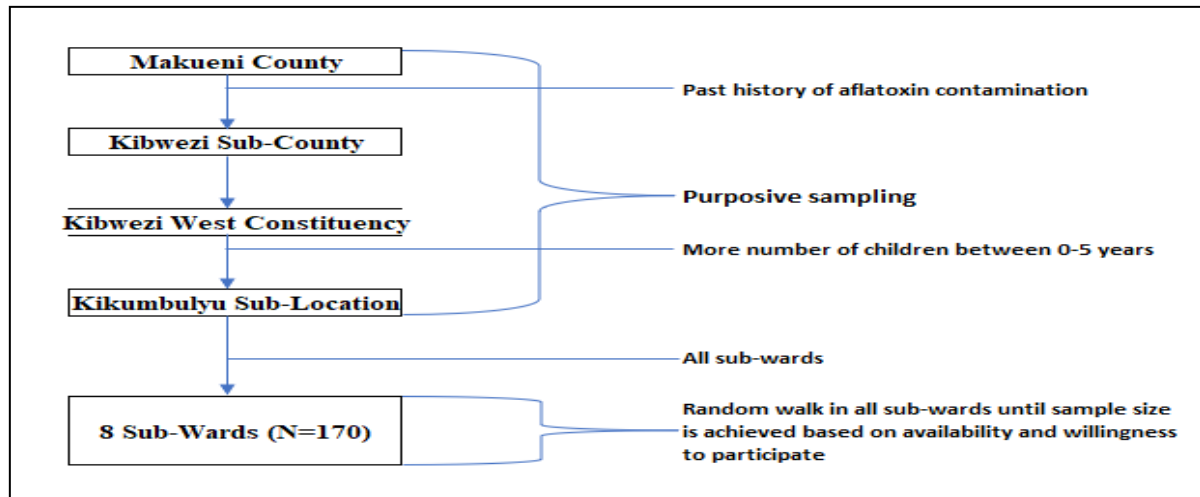 Makueni County
Past history of aflatoxin contamination
Kibwezi Sub-County
Purposive sampling
Kibwezi West Constituency
More number of children between 0-5 years
Kikumbulyu Sub-Location
All sub-wards
8 Sub-Wards (N=170)
Random walk in all sub-wards until sample size
is achieved based on availability and willingness
to participate